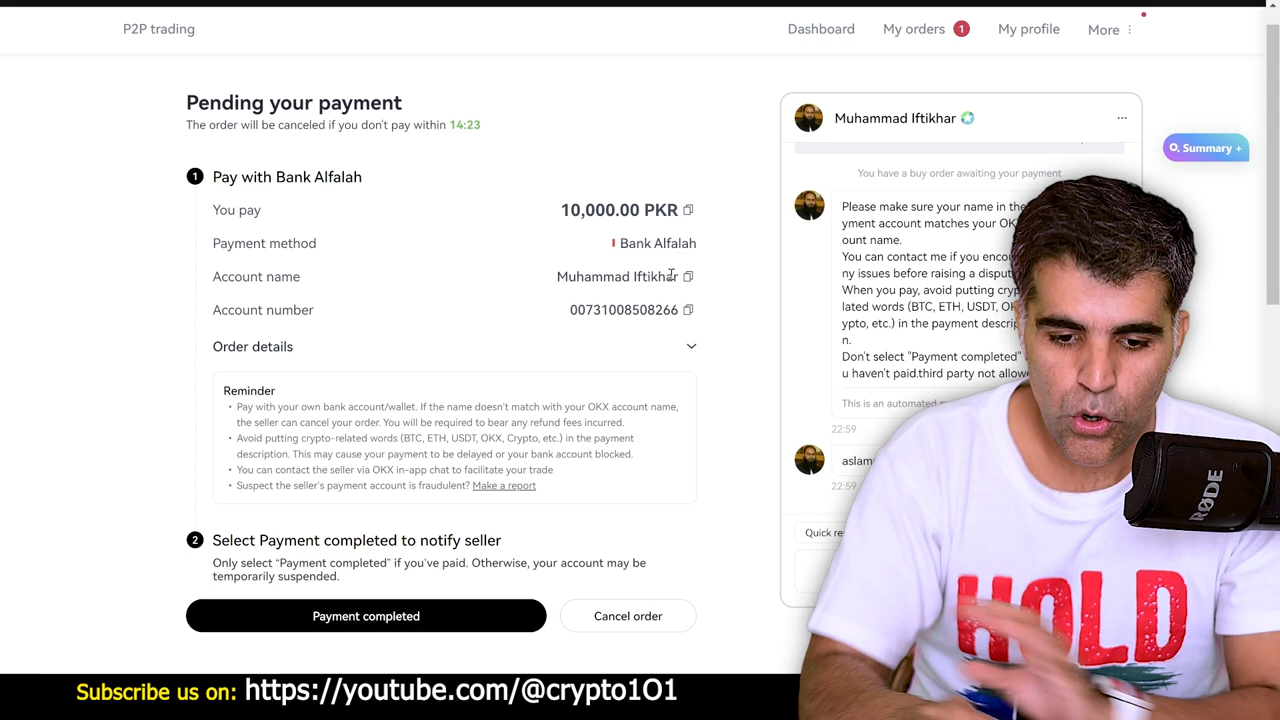 P2P trading
Dashboard
My orders 1
My profile
More
Pending your payment
The order will be canceled if you don't pay within 14:23
1 Pay with Bank Alfalah
You pay
10,000.00 PKR
Payment method
Bank Alfalah
Account name
Muhammad Iftikhar
Account number
00731008508266
Order details
Reminder
• Pay with your own bank account/wallet. If the name doesn't match with your OKX account name,
the seller can cancel your order. You will be required to bear any refund fees incurred.
• Avoid putting crypto-related words (BTC, ETH, USDT, OKX, Crypto, etc.) in the payment
description. This may cause your payment to be delayed or your bank account blocked.
• You can contact the seller via OKX in-app chat to facilitate your trade
• Suspect the seller's payment account is fraudulent? Make a report
2 Select Payment completed to notify seller
Only select “Payment completed” if you've paid. Otherwise, your account may be
temporarily suspended.
Payment completed
Cancel order
Muhammad Iftikhar
You have a buy order awaiting your payment
Please make sure your name in the
yment account matches your
ount name.
You can contact me if you
ny issues before raising a
When you pay, avoid putting
lated words (BTC, ETH, USDT,
ypto, etc.) in the payment
n.
Don't select "Payment completed"
u haven't paid.third party not
This is an automated
22:59
22:59
Quick
Summary +
RØDE
HOLD
Subscribe us on: https://youtube.com/@crypto1O1